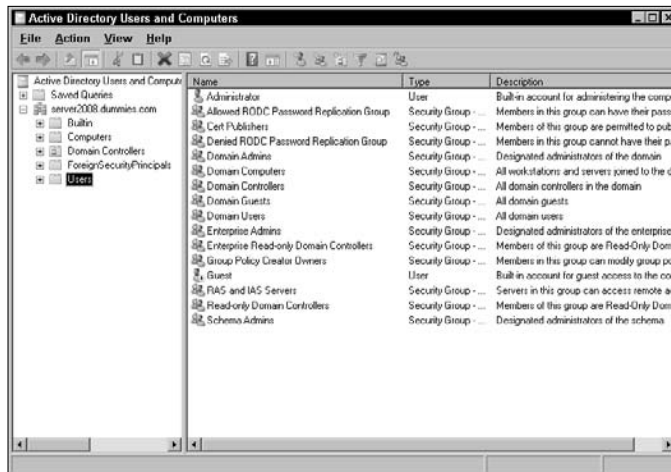 Active Directory Users and Computers
File Action View Help
Active Directory Users and Compute
Saved Queries
server2008.dummies.com
Builtin
Computers
Domain Controllers
ForeignSecurityPrincipals
Users
Name Type Description
Administrator User Built-in account for administering the comp
Allowed RODC Password Replication Group Security Group - ... Members in this group can have their pass
Cert Publishers Security Group - ... Members of this group are permitted to pub
Denied RODC Password Replication Group Security Group - ... Members in this group cannot have their pa
Domain Admins Security Group - ... Designated administrators of the domain
Domain Computers Security Group - ... All workstations and servers joined to the d
Domain Controllers Security Group - ... All domain controllers in the domain
Domain Guests Security Group - ... All domain guests
Domain Users Security Group - ... All domain users
Enterprise Admins Security Group - ... Designated administrators of the enterprise
Enterprise Read-only Domain Controllers Security Group - ... Members of this group are Read-Only Dom
Group Policy Creator Owners Security Group - ... Members in this group can modify group po
Guest User Built-in account for guest access to the co
RAS and IAS Servers Security Group - ... Servers in this group can access remote a
Read-only Domain Controllers Security Group - ... Members of this group are Read-Only Dom
Schema Admins Security Group - ... Designated administrators of the schema